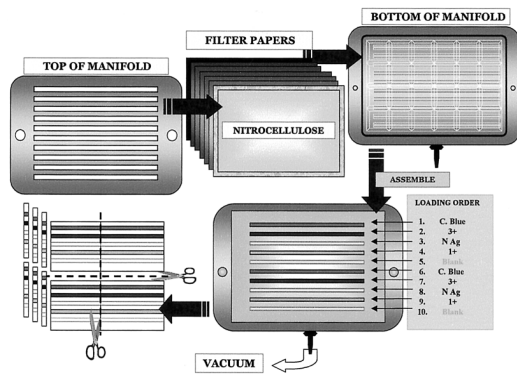 BOTTOM OF MANIFOLD
FILTER PAPERS
TOP OF MANIFOLD
NITROCELLULOSE
ASSEMBLE
LOADING ORDER
1. C. Blue
2. 3+
3. N Ag
4. 1+
5. Blank
6. C. Blue
7. 3+
8. N Ag
9. 1+
10. Blank
VACUUM